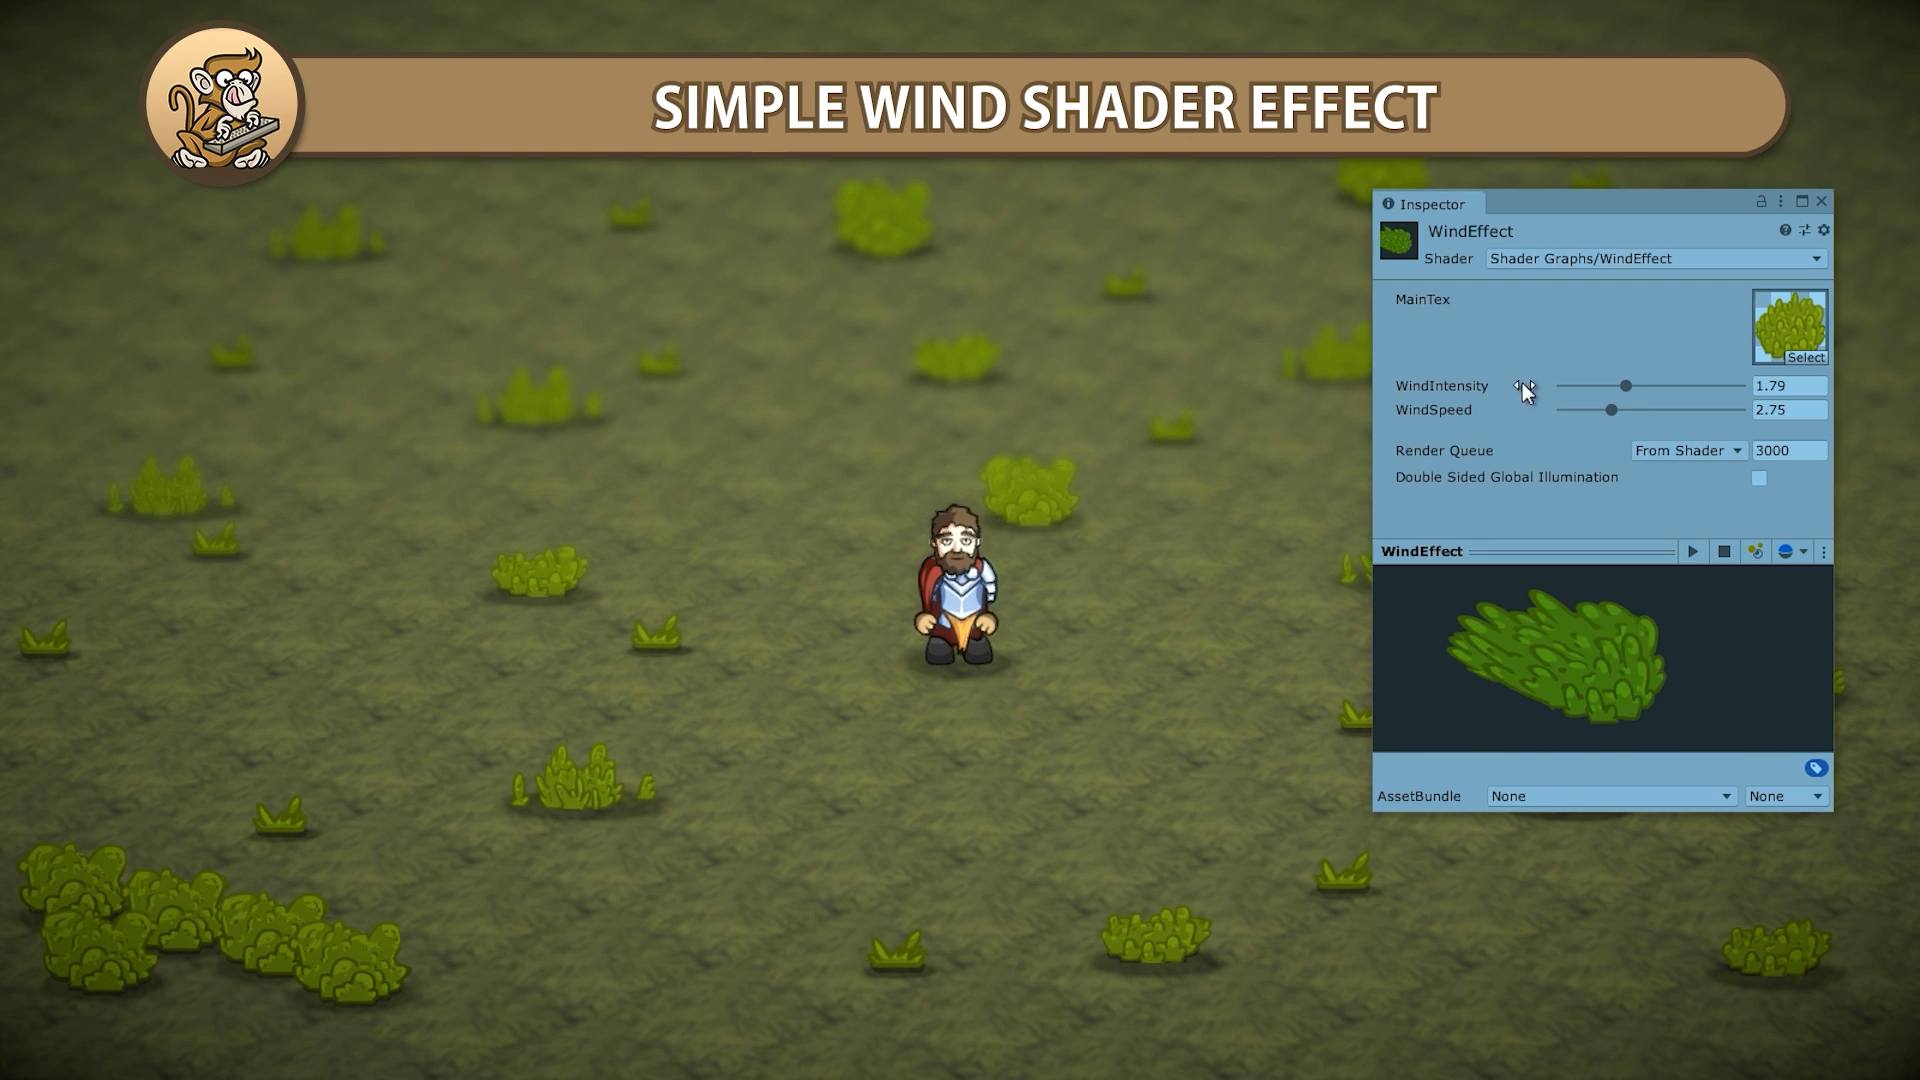 SIMPLE WIND SHADER EFFECT
Inspector
WindEffect
Shader Shader Graphs/WindEffect
MainTex
Select
WindIntensity 1.79
WindSpeed 2.75
Render Queue From Shader 3000
Double Sided Global Illumination
WindEffect
AssetBundle None None